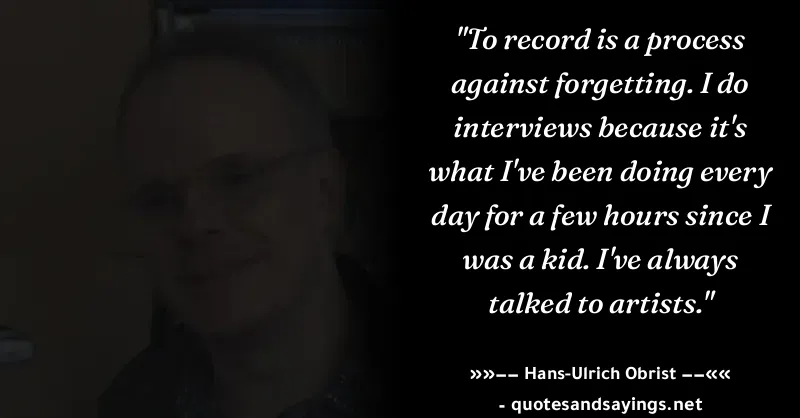 "To record is a process
against forgetting. I do
interviews because it's
what I've been doing every
day for a few hours since I
was a kid. I've always
talked to artists."
»»–– Hans-Ulrich Obrist ––««
- quotesandsayings.net